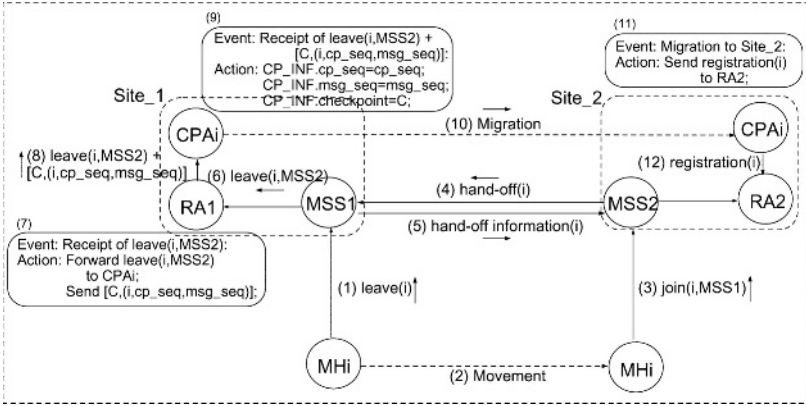 (9)
Event: Receipt of leave(i,MSS2) +
[C,(i,cp_seq,msg_seq)]:
Action: CP_INF.cp_seq=cp_seq;
CP_INF.msg_seq=msg_seq;
CP_INF.checkpoint=C;
(11)
Event: Migration to Site_2:
Action: Send registration(i)
to RA2;
Site_1
Site_2
CPAi
(10) Migration
CPAi
(8) leave(i,MSS2) +
[C,(i,cp_seq,msg_seq)]
(6) leave(i,MSS2)
(4) hand-off(i)
(12) registration(i)
RA1
MSS1
MSS2
RA2
(5) hand-off information(i)
(7)
Event: Receipt of leave(i,MSS2):
Action: Forward leave(i,MSS2)
to CPAi;
Send [C,(i,cp_seq,msg_seq)];
(1) leave(i)
(3) join(i,MSS1)
MHi
(2) Movement
MHi